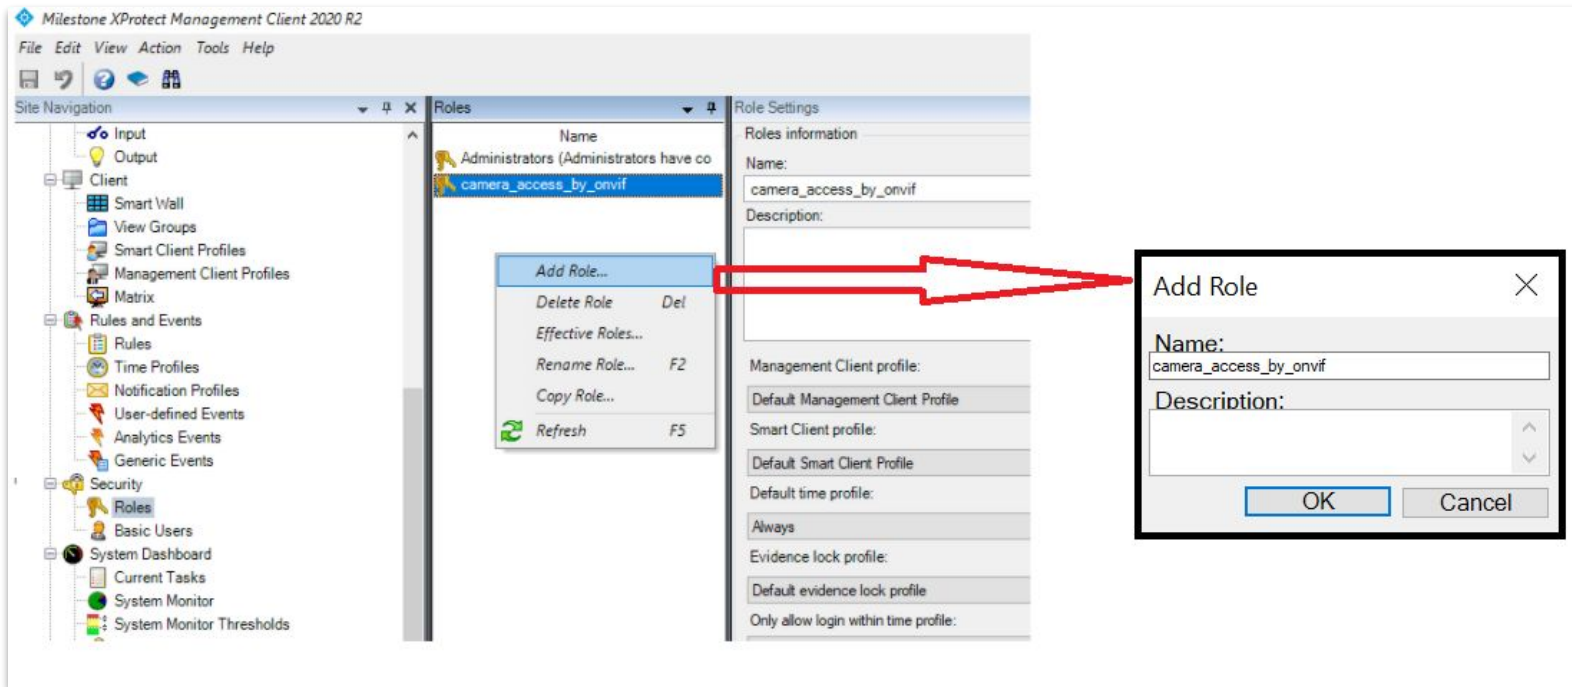 Milestone XProtect Management Client 2020 R2
File Edit View Action Tools Help
Site Navigation
Input
Output
Client
Smart Wall
View Groups
Smart Client Profiles
Management Client Profiles
Matrix
Rules and Events
Rules
Time Profiles
Notification Profiles
User-defined Events
Analytics Events
Generic Events
Security
Roles
Basic Users
System Dashboard
Current Tasks
System Monitor
System Monitor Thresholds
Roles
Name
Administrators (Administrators have co
camera_access_by_onvif
Add Role...
Delete Role Del
Effective Roles...
Rename Role... F2
Copy Role...
Refresh F5
Role Settings
Roles information
Name:
camera_access_by_onvif
Description:
Management Client profile:
Default Management Client Profile
Smart Client profile:
Default Smart Client Profile
Default time profile:
Always
Evidence lock profile:
Default evidence lock profile
Only allow login within time profile:
Add Role
Name:
camera_access_by_onvif
Description:
OK Cancel